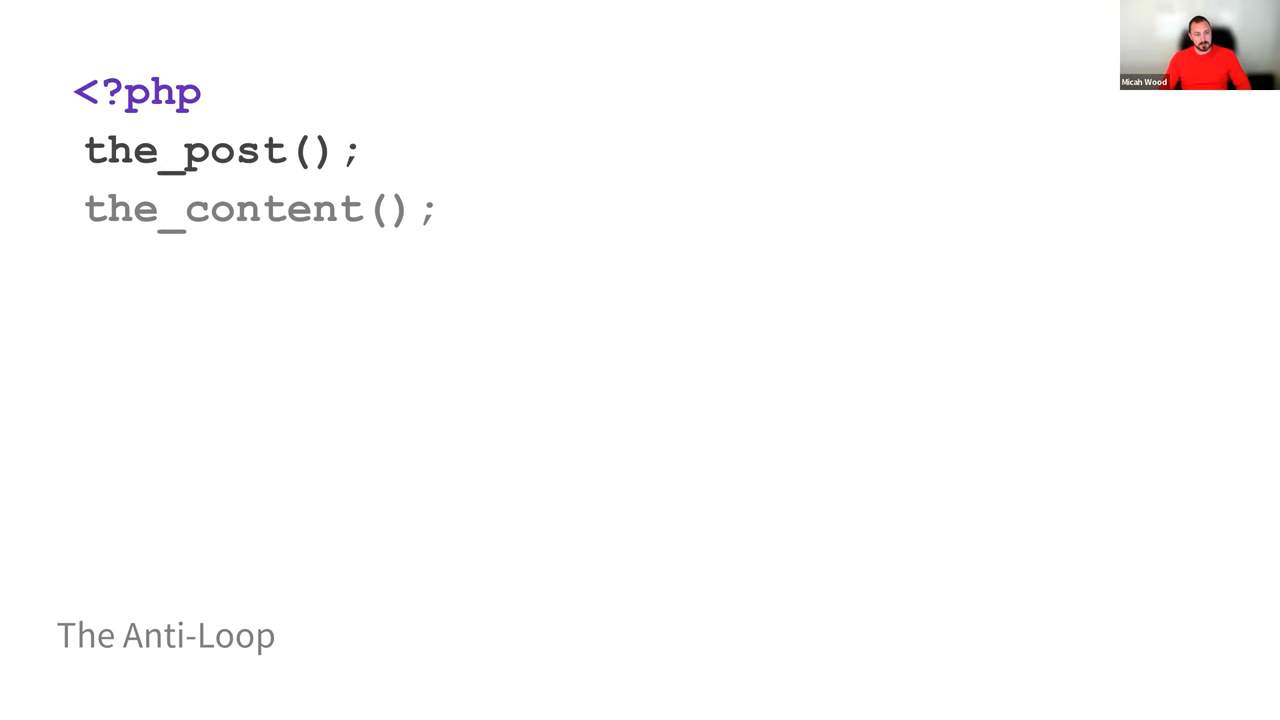 <?php
the_post();
the_content();
The Anti-Loop
Micah Wood